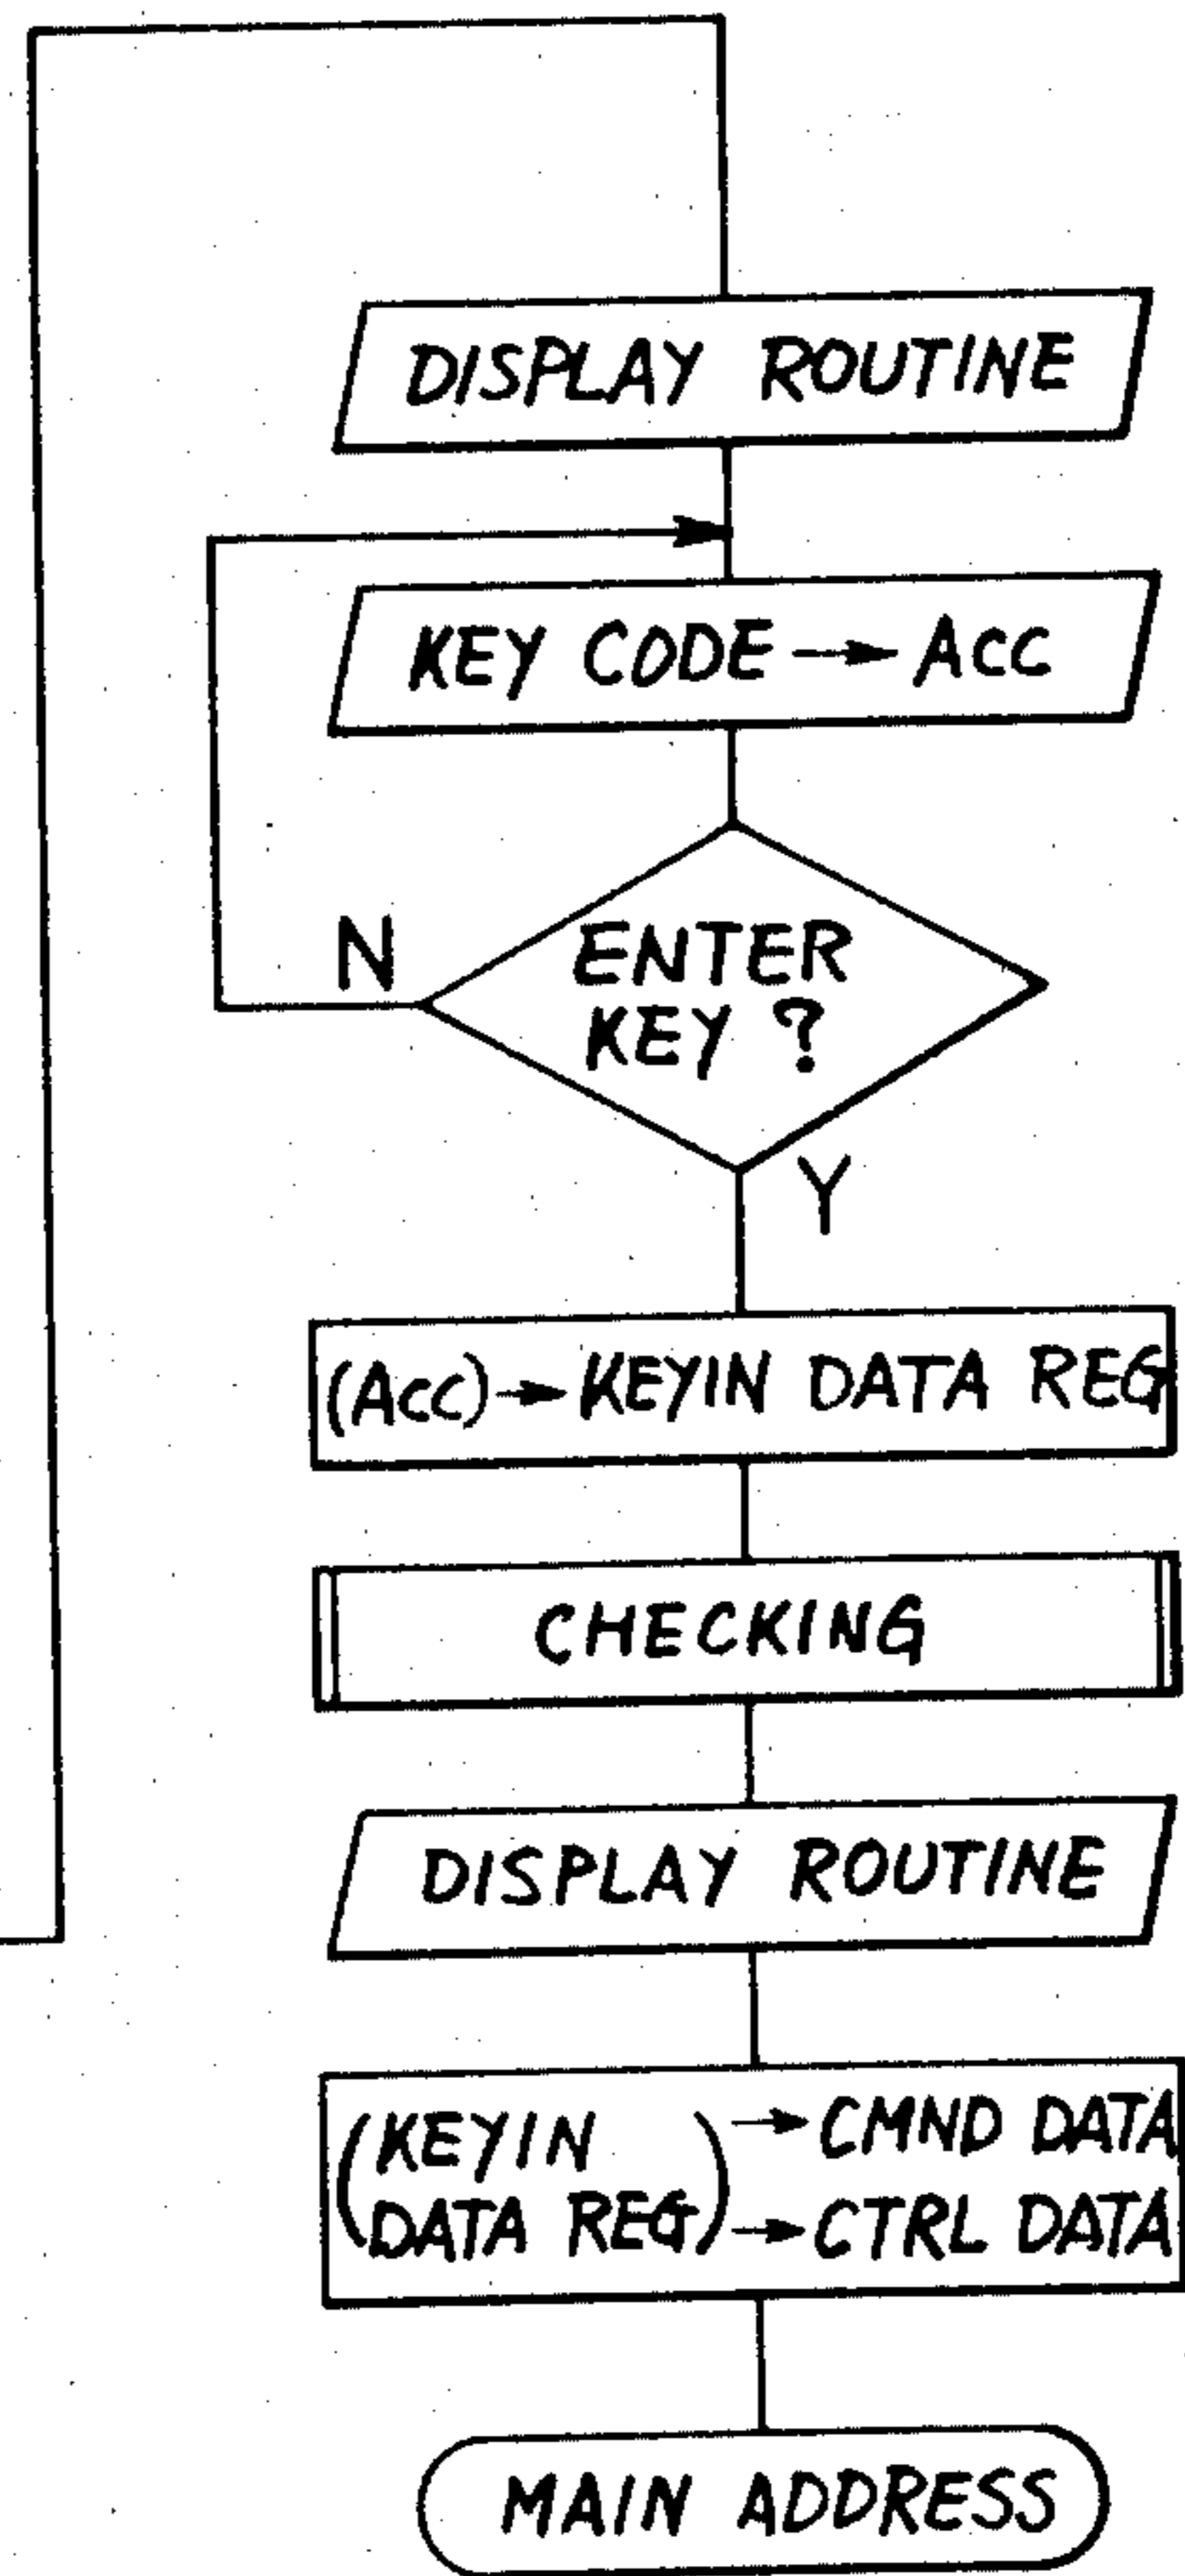 DISPLAY ROUTINE
KEY CODE → ACC
N
ENTER
KEY ?
Y
(ACC) → KEYIN DATA REG
CHECKING
DISPLAY ROUTINE
(KEYIN → CMND DATA
DATA REG) → CTRL DATA
MAIN ADDRESS